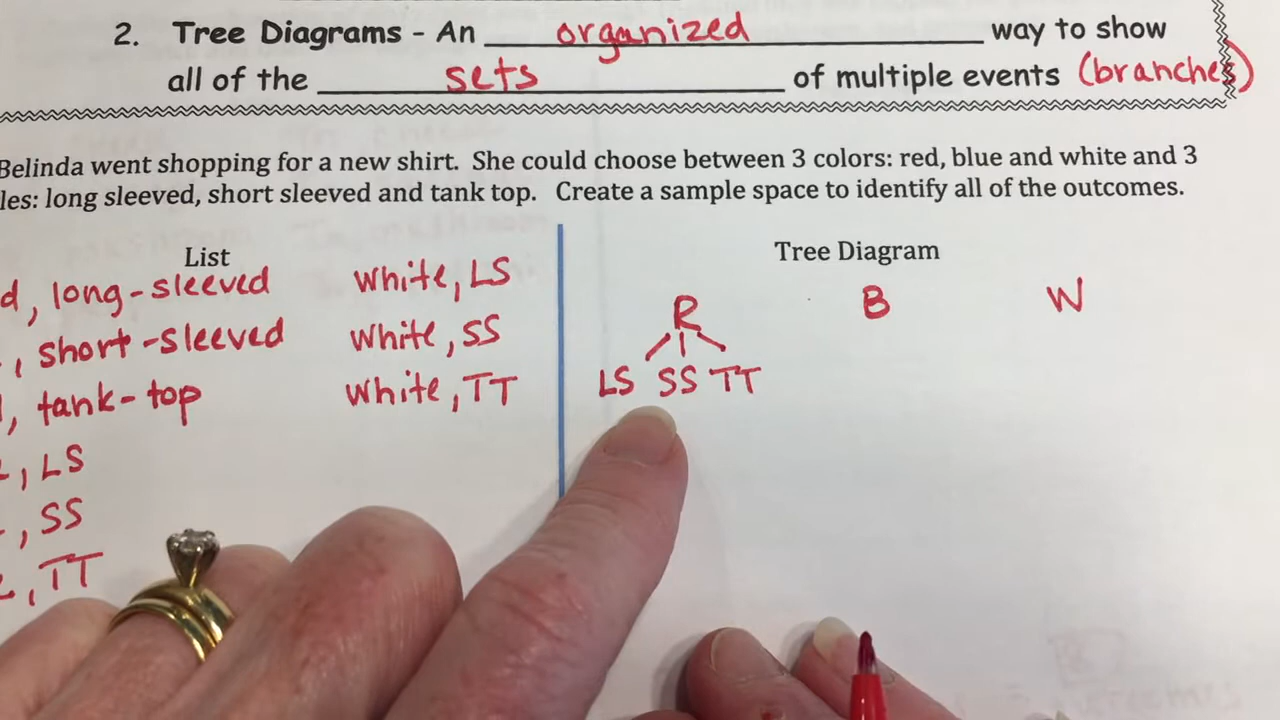 2. Tree Diagrams - An organized way to show
all of the sets of multiple events (branches)
Belinda went shopping for a new shirt. She could choose between 3 colors: red, blue and white and 3
les: long sleeved, short sleeved and tank top. Create a sample space to identify all of the outcomes.
List
d, long-sleeved
, short-sleeved
, tank-top
, LS
, SS
, TT
white, LS
white, SS
white, TT
Tree Diagram
R B W
LS SS TT